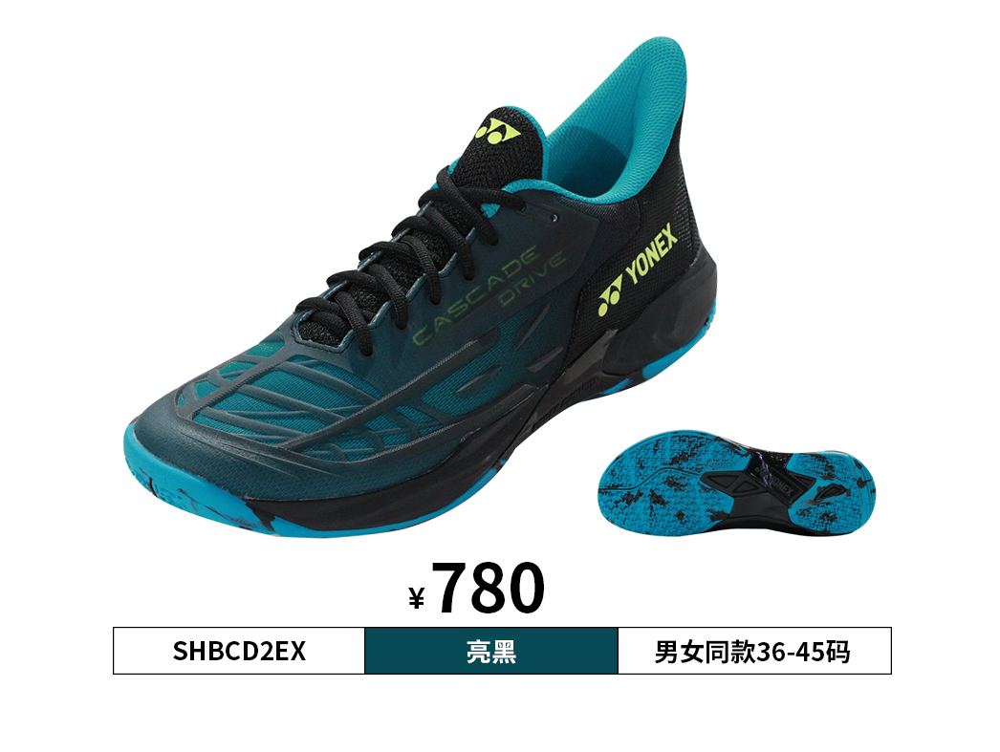 CASCADE
DRIVE
YONEX
YONEX
¥780
SHBCD2EX
亮黑
男女同款36-45码